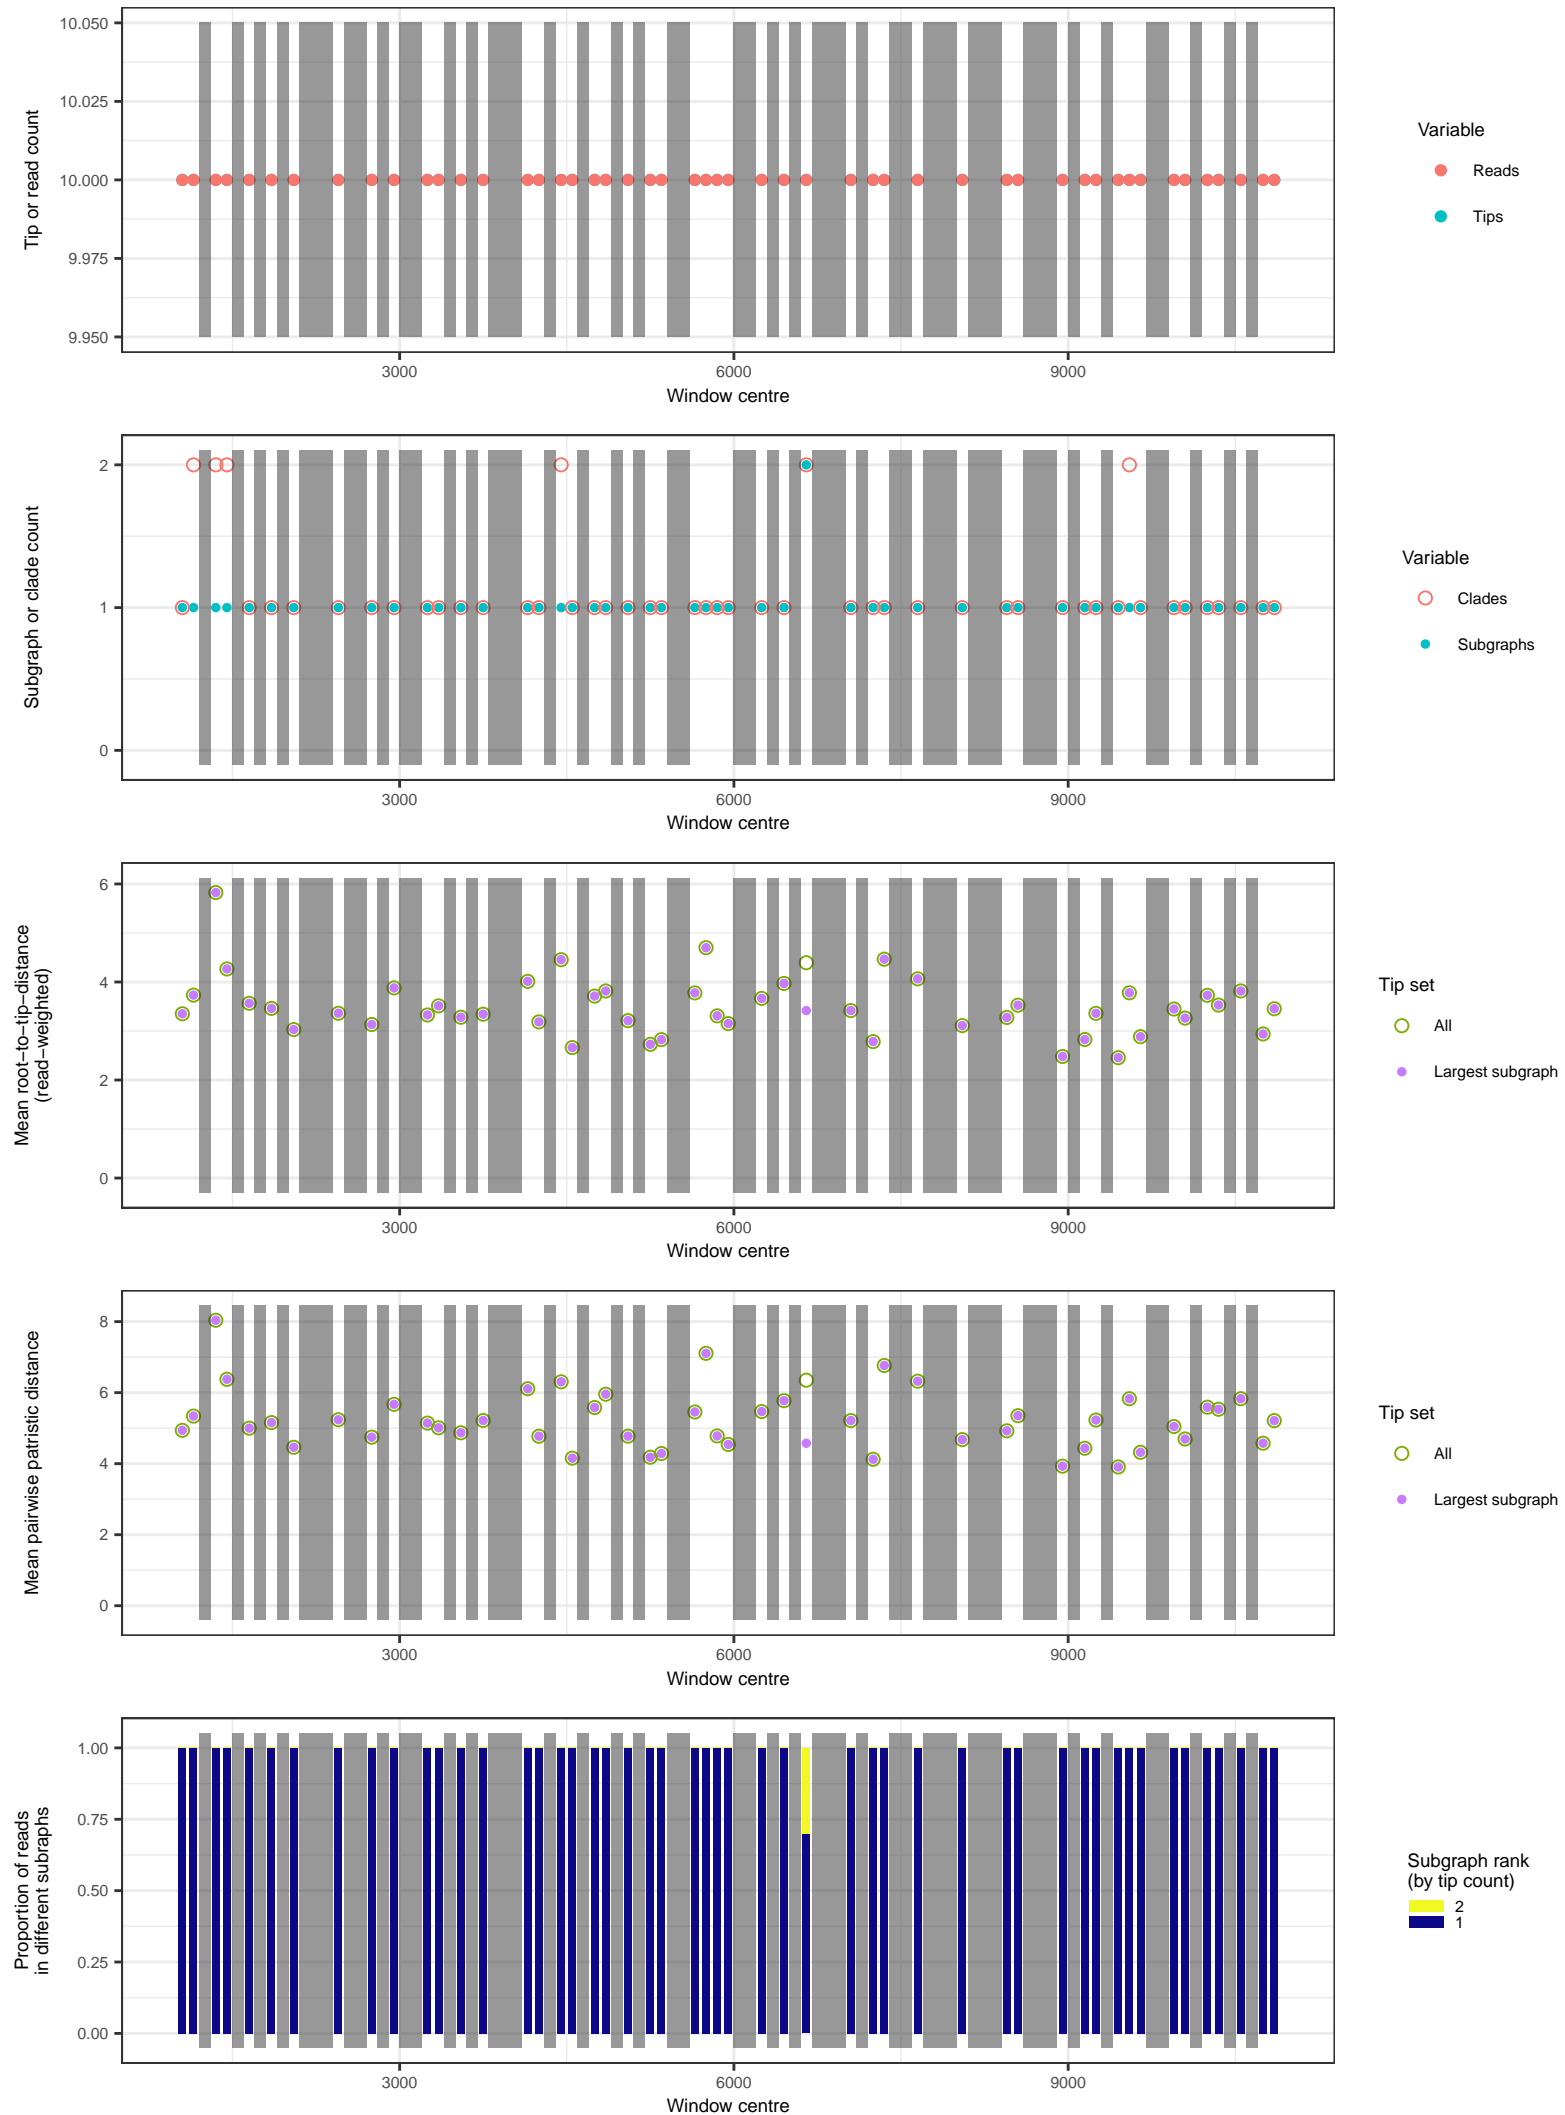 10.050
10.025
10.000
9.975
9.950
Tip or read count
3000
6000
9000
Window centre
Variable
Reads
Tips
2
1
0
Subgraph or clade count
3000
6000
9000
Window centre
Variable
Clades
Subgraphs
6
4
2
0
Mean root−to−tip−distance
(read−weighted)
3000
6000
9000
Window centre
Tip set
All
Largest subgraph
8
6
4
2
0
Mean pairwise patristic distance
3000
6000
9000
Window centre
Tip set
All
Largest subgraph
1.00
0.75
0.50
0.25
0.00
Proportion of reads
in different subraphs
3000
6000
9000
Window centre
Subgraph rank
(by tip count)
2
1